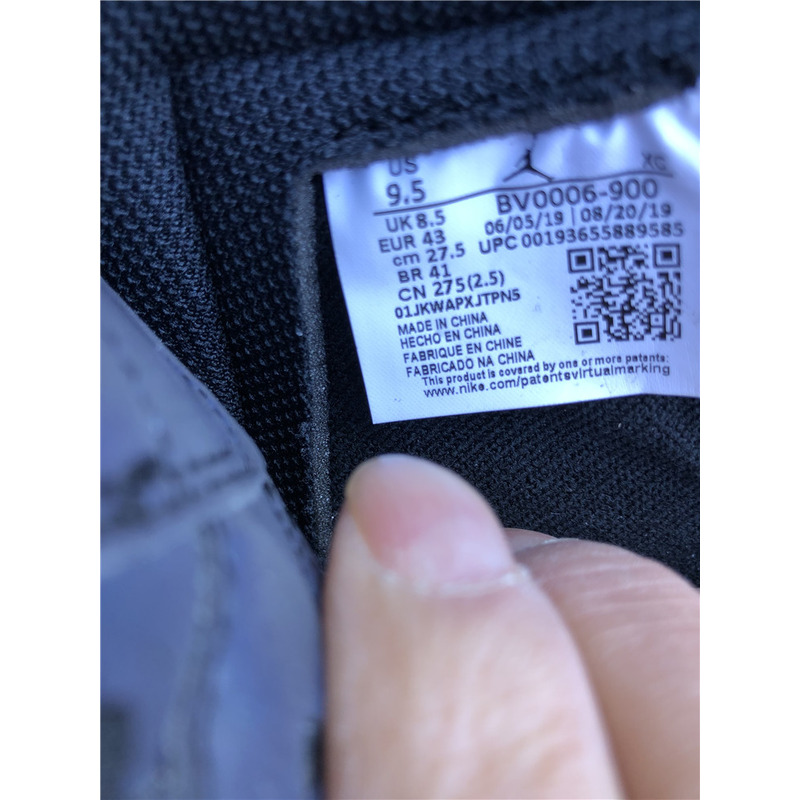 US XC
9.5 BV0006-900
UK 8.5 06/05/19 | 08/20/19
EUR 43 UPC 00193655889585
cm 27.5
BR 41
CN 275(2.5)
01JKWAPXJTPN5
MADE IN CHINA
HECHO EN CHINA
FABRIQUE EN CHINE
FABRICADO NA CHINA
This product is covered by one or more patents:
www.nike.com/patentsvirtualmarking